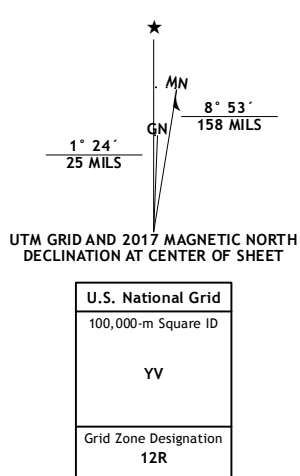 MN
GN
8° 53´
158 MILS
1° 24´
25 MILS
UTM GRID AND 2017 MAGNETIC NORTH
DECLINATION AT CENTER OF SHEET
U.S. National Grid
100,000-m Square ID
YV
Grid Zone Designation
12R